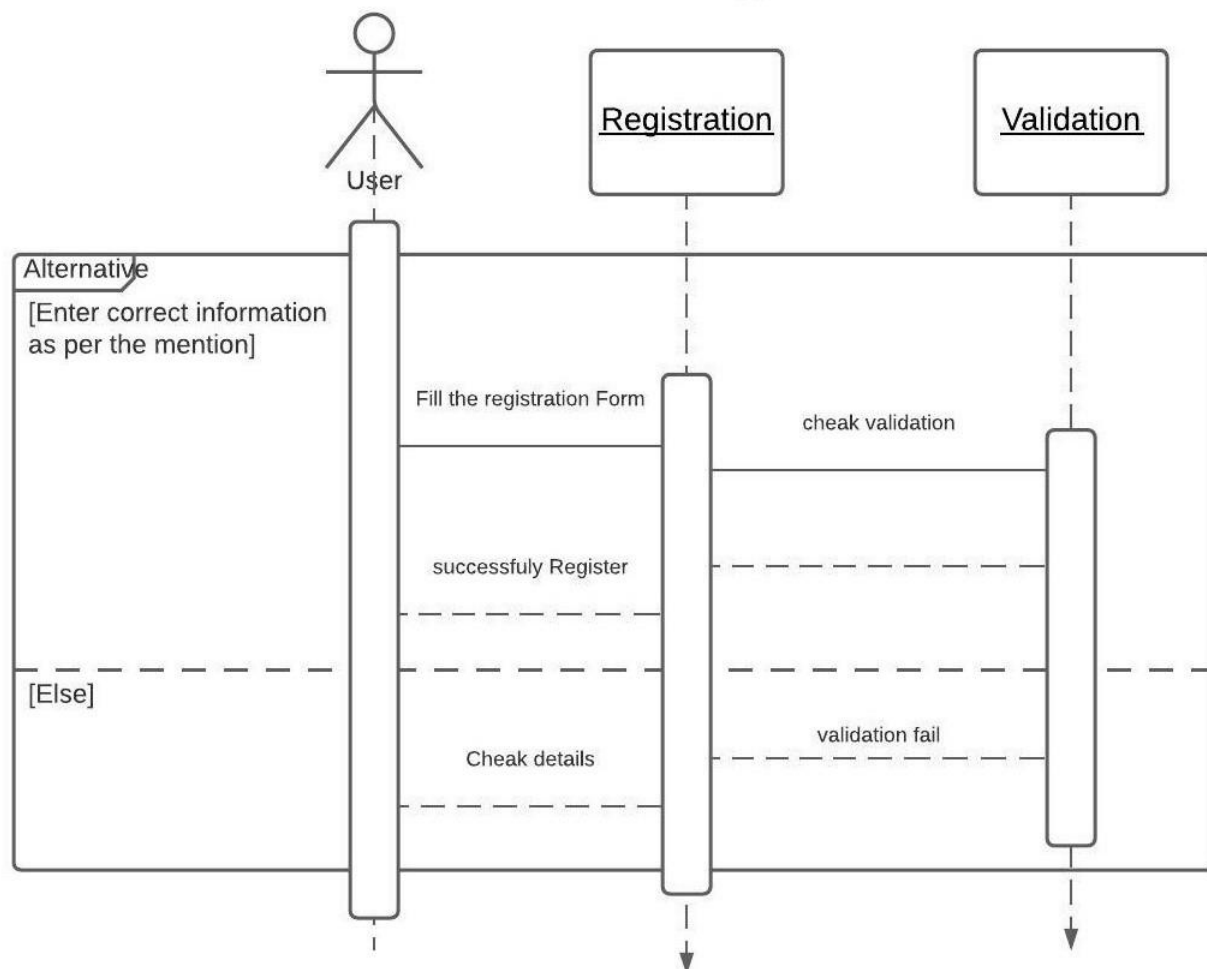 Registration
Validation
User
Alternative
[Enter correct information
as per the mention]
Fill the registration Form
cheak validation
successfuly Register
[Else]
validation fail
Cheak details